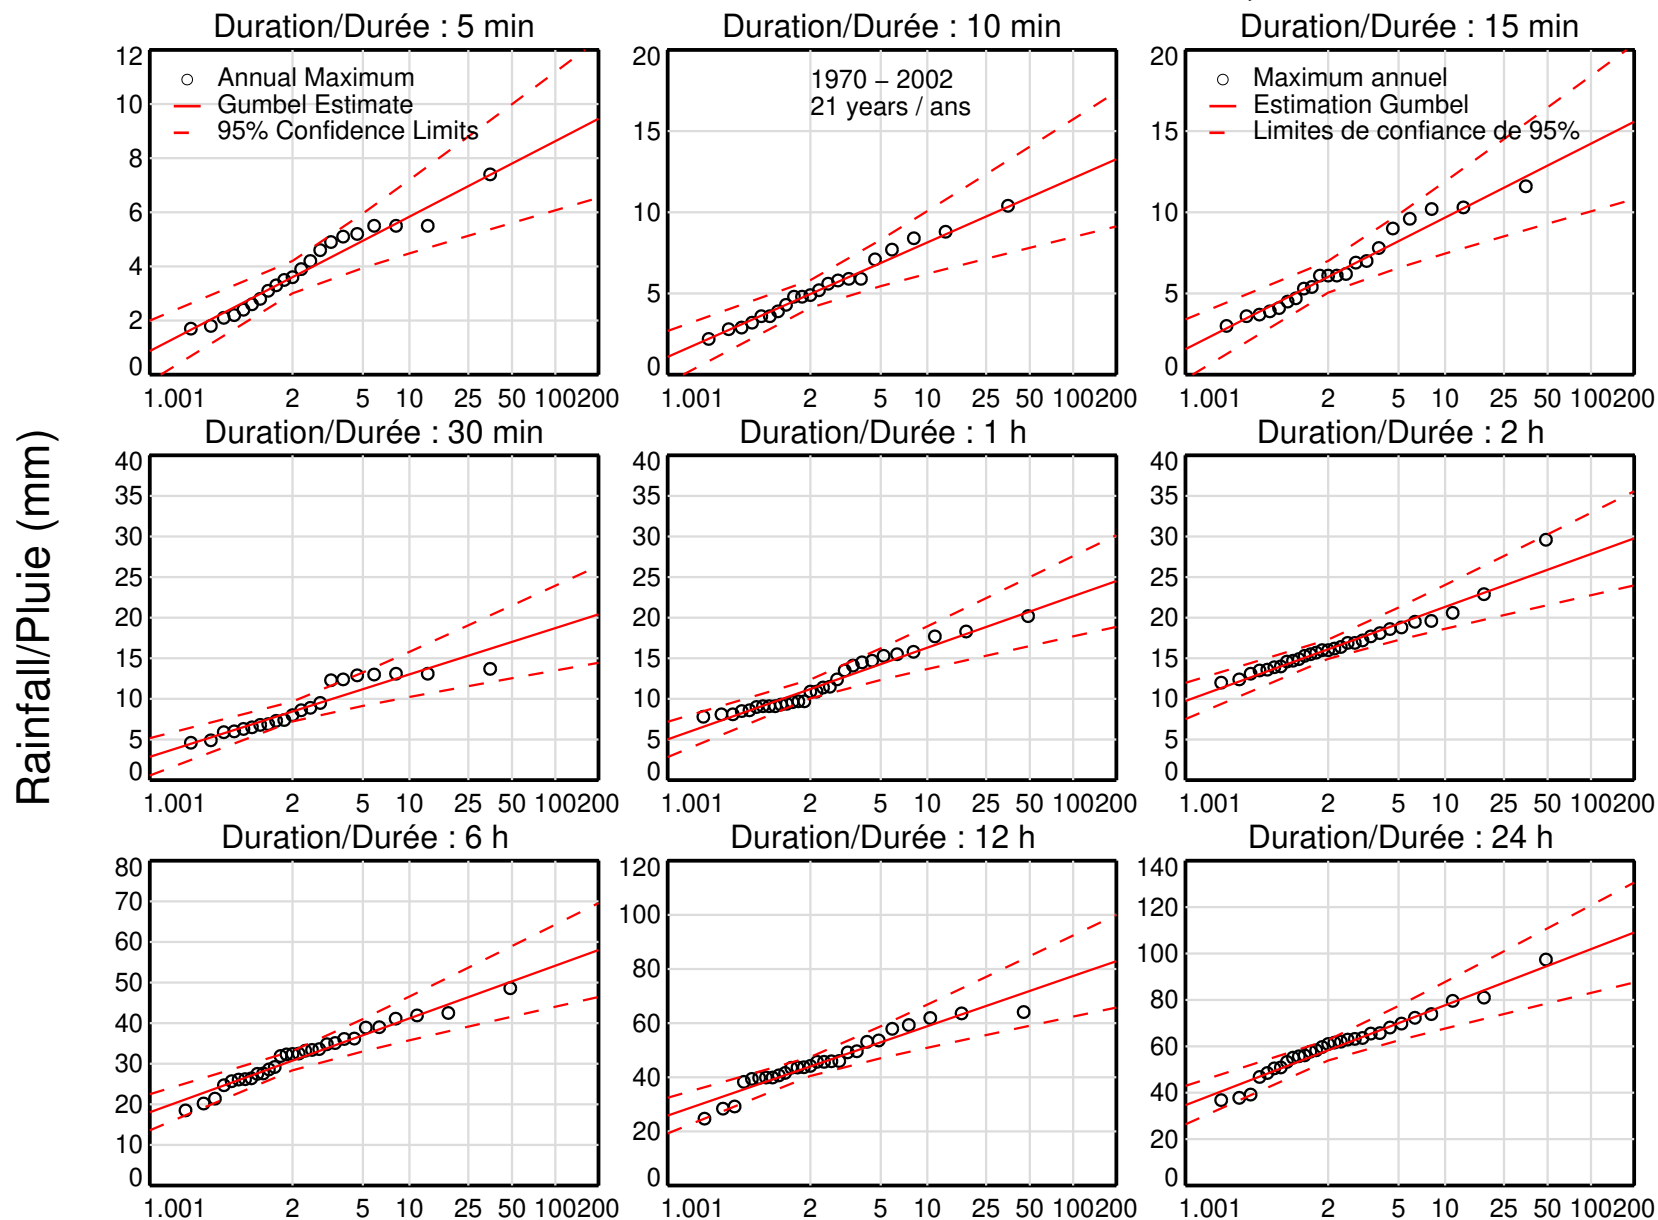 Duration/Durée : 5 min
Duration/Durée : 10 min
Duration/Durée : 15 min
12
10
8
6
4
2
0
Annual Maximum
Gumbel Estimate
95% Confidence Limits
1.001 2 5 10 25 50 100200
20
15
10
5
0
1970 – 2002
21 years / ans
1.001 2 5 10 25 50 100200
20
15
10
5
0
Maximum annuel
Estimation Gumbel
Limites de confiance de 95%
1.001 2 5 10 25 50 100200
Rainfall/Pluie (mm)
Duration/Durée : 30 min
Duration/Durée : 1 h
Duration/Durée : 2 h
40
35
30
25
20
15
10
5
0
1.001 2 5 10 25 50 100200
40
35
30
25
20
15
10
5
0
1.001 2 5 10 25 50 100200
40
35
30
25
20
15
10
5
0
1.001 2 5 10 25 50 100200
Duration/Durée : 6 h
Duration/Durée : 12 h
Duration/Durée : 24 h
80
70
60
50
40
30
20
10
0
1.001 2 5 10 25 50 100200
120
100
80
60
40
20
0
1.001 2 5 10 25 50 100200
140
120
100
80
60
40
20
0
1.001 2 5 10 25 50 100200